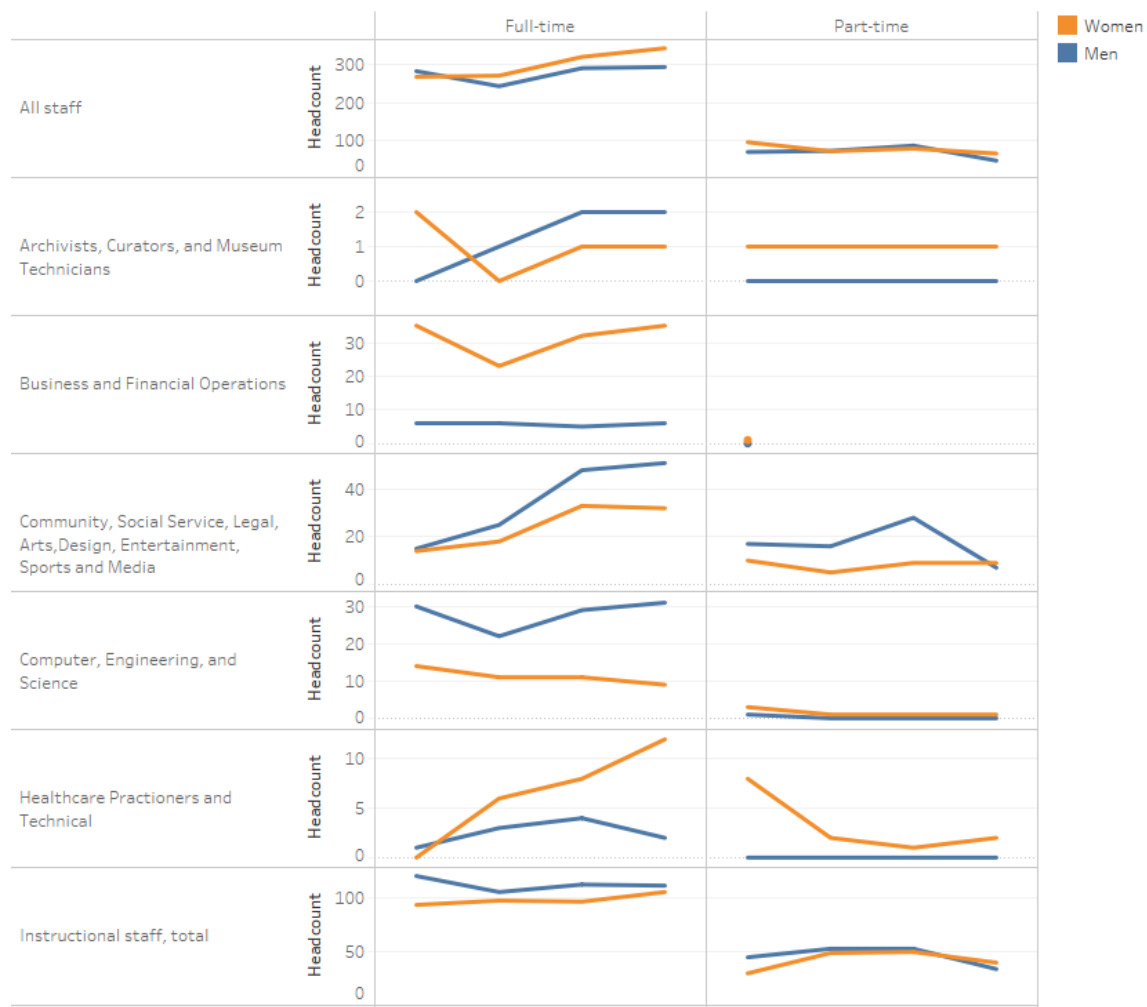 Full-time
Part-time
Women
Men
All staff
Headcount
300
200
100
0
Archivists, Curators, and Museum
Technicians
Headcount
2
1
0
Business and Financial Operations
Headcount
30
20
10
0
Community, Social Service, Legal,
Arts,Design, Entertainment,
Sports and Media
Headcount
40
20
0
Computer, Engineering, and
Science
Headcount
30
20
10
0
Healthcare Practioners and
Technical
Headcount
10
5
0
Instructional staff, total
Headcount
100
50
0